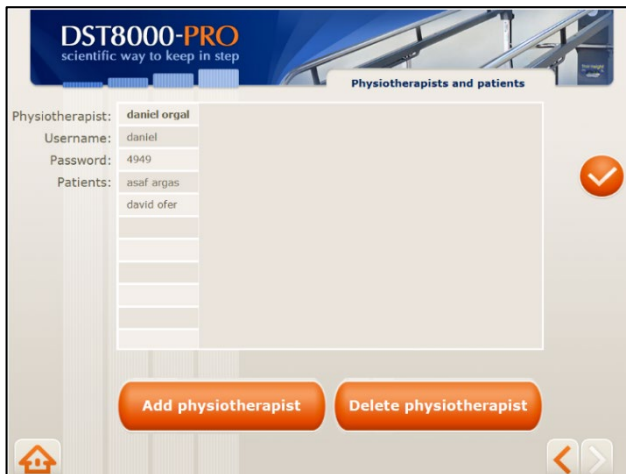 DST8000-PRO
scientific way to keep in step
Physiotherapists and patients
Physiotherapist: daniel orgal
Username: daniel
Password: 4949
Patients: asaf argas
david ofer
Add physiotherapist Delete physiotherapist